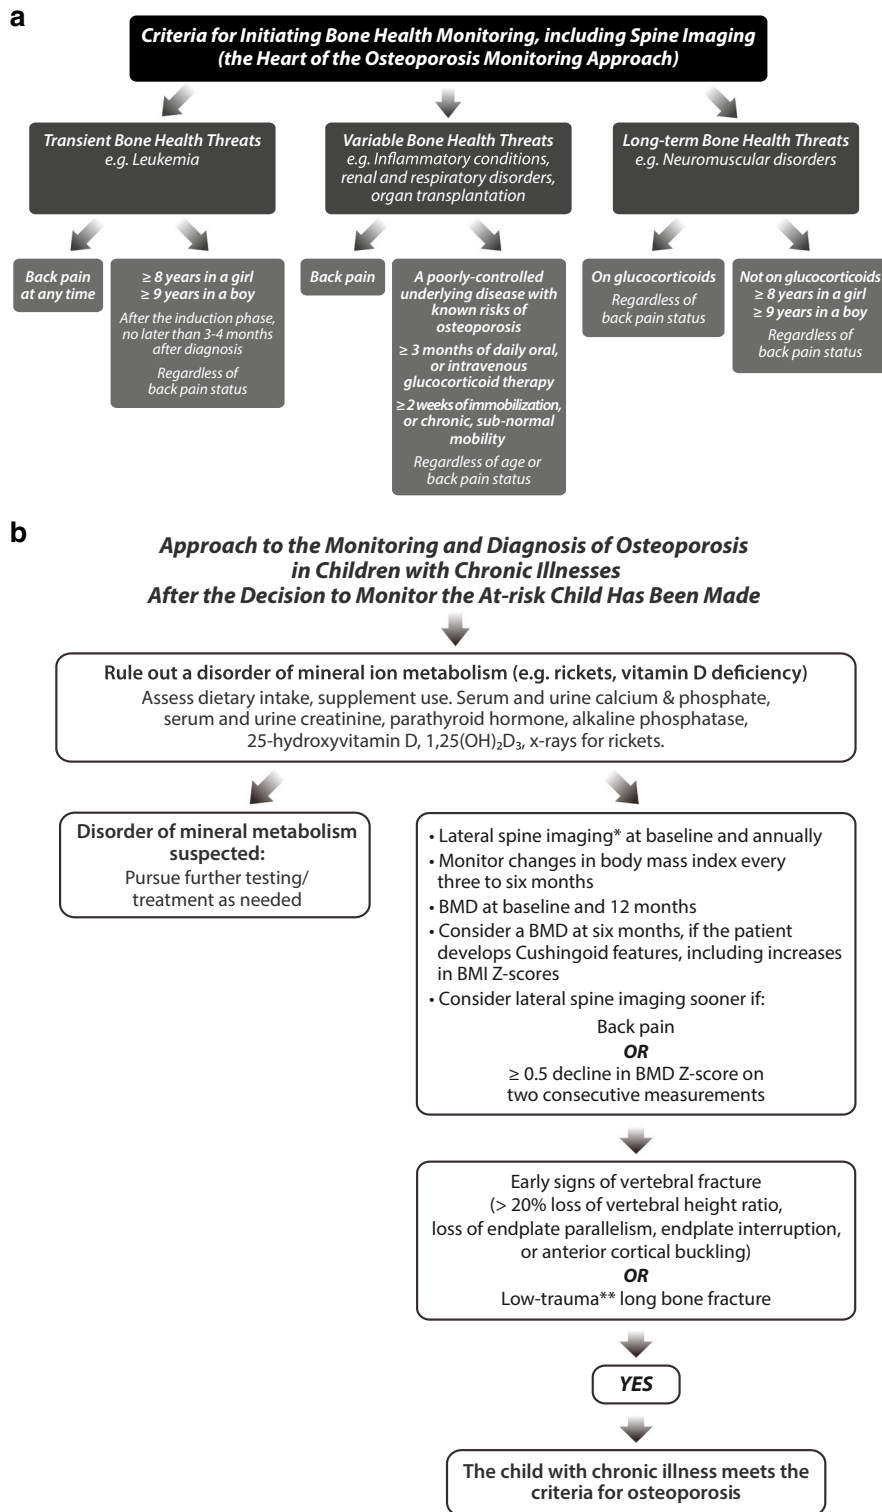 a
Criteria for Initiating Bone Health Monitoring, including Spine Imaging
(the Heart of the Osteoporosis Monitoring Approach)
Transient Bone Health Threats
e.g. Leukemia
Variable Bone Health Threats
e.g. Inflammatory conditions,
renal and respiratory disorders,
organ transplantation
Long-term Bone Health Threats
e.g. Neuromuscular disorders
Back pain
at any time
≥ 8 years in a girl
≥ 9 years in a boy
After the induction phase,
no later than 3-4 months
after diagnosis
Regardless of
back pain status
Back pain
A poorly-controlled
underlying disease with
known risks of
osteoporosis
≥ 3 months of daily oral,
or intravenous
glucocorticoid therapy
≥ 2 weeks of immobilization,
or chronic, sub-normal
mobility
Regardless of age or
back pain status
On glucocorticoids
Regardless of
back pain status
Not on glucocorticoids
≥ 8 years in a girl
≥ 9 years in a boy
Regardless of
back pain status
b
Approach to the Monitoring and Diagnosis of Osteoporosis
in Children with Chronic Illnesses
After the Decision to Monitor the At-risk Child Has Been Made
Rule out a disorder of mineral ion metabolism (e.g. rickets, vitamin D deficiency)
Assess dietary intake, supplement use. Serum and urine calcium & phosphate,
serum and urine creatinine, parathyroid hormone, alkaline phosphatase,
25-hydroxyvitamin D, 1,25(OH)₂D₃, x-rays for rickets.
Disorder of mineral metabolism
suspected:
Pursue further testing/
treatment as needed
• Lateral spine imaging* at baseline and annually
• Monitor changes in body mass index every
three to six months
• BMD at baseline and 12 months
• Consider a BMD at six months, if the patient
develops Cushingoid features, including increases
in BMI Z-scores
• Consider lateral spine imaging sooner if:
Back pain
OR
≥ 0.5 decline in BMD Z-score on
two consecutive measurements
Early signs of vertebral fracture
(> 20% loss of vertebral height ratio,
loss of endplate parallelism, endplate interruption,
or anterior cortical buckling)
OR
Low-trauma** long bone fracture
YES
The child with chronic illness meets the
criteria for osteoporosis